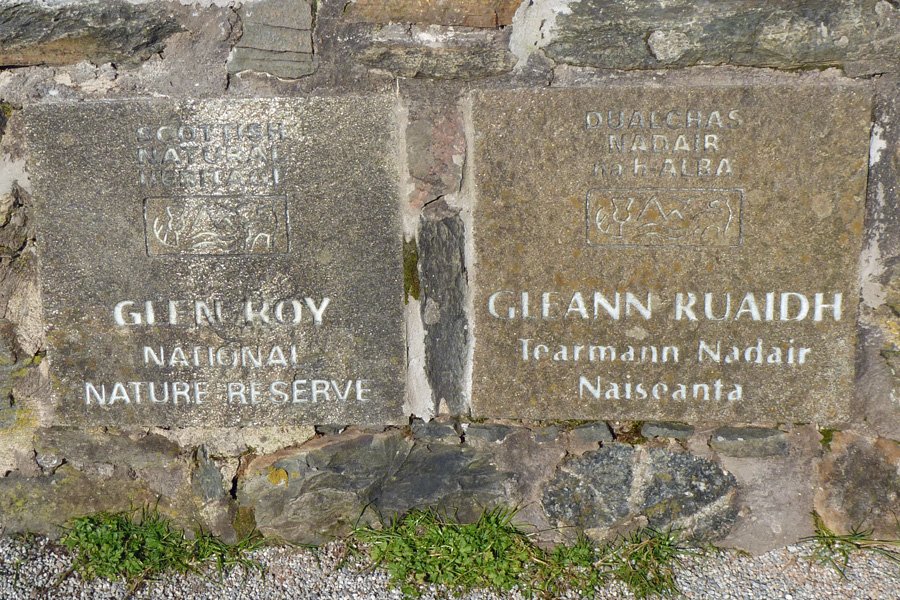 SCOTTISH
NATURAL
HERITAGE
GLEN ROY
NATIONAL
NATURE RESERVE
DUALCHAS
NADAIR
na h-ALBA
GLEANN RUAIDH
Tearmann Nadair
Naiseanta